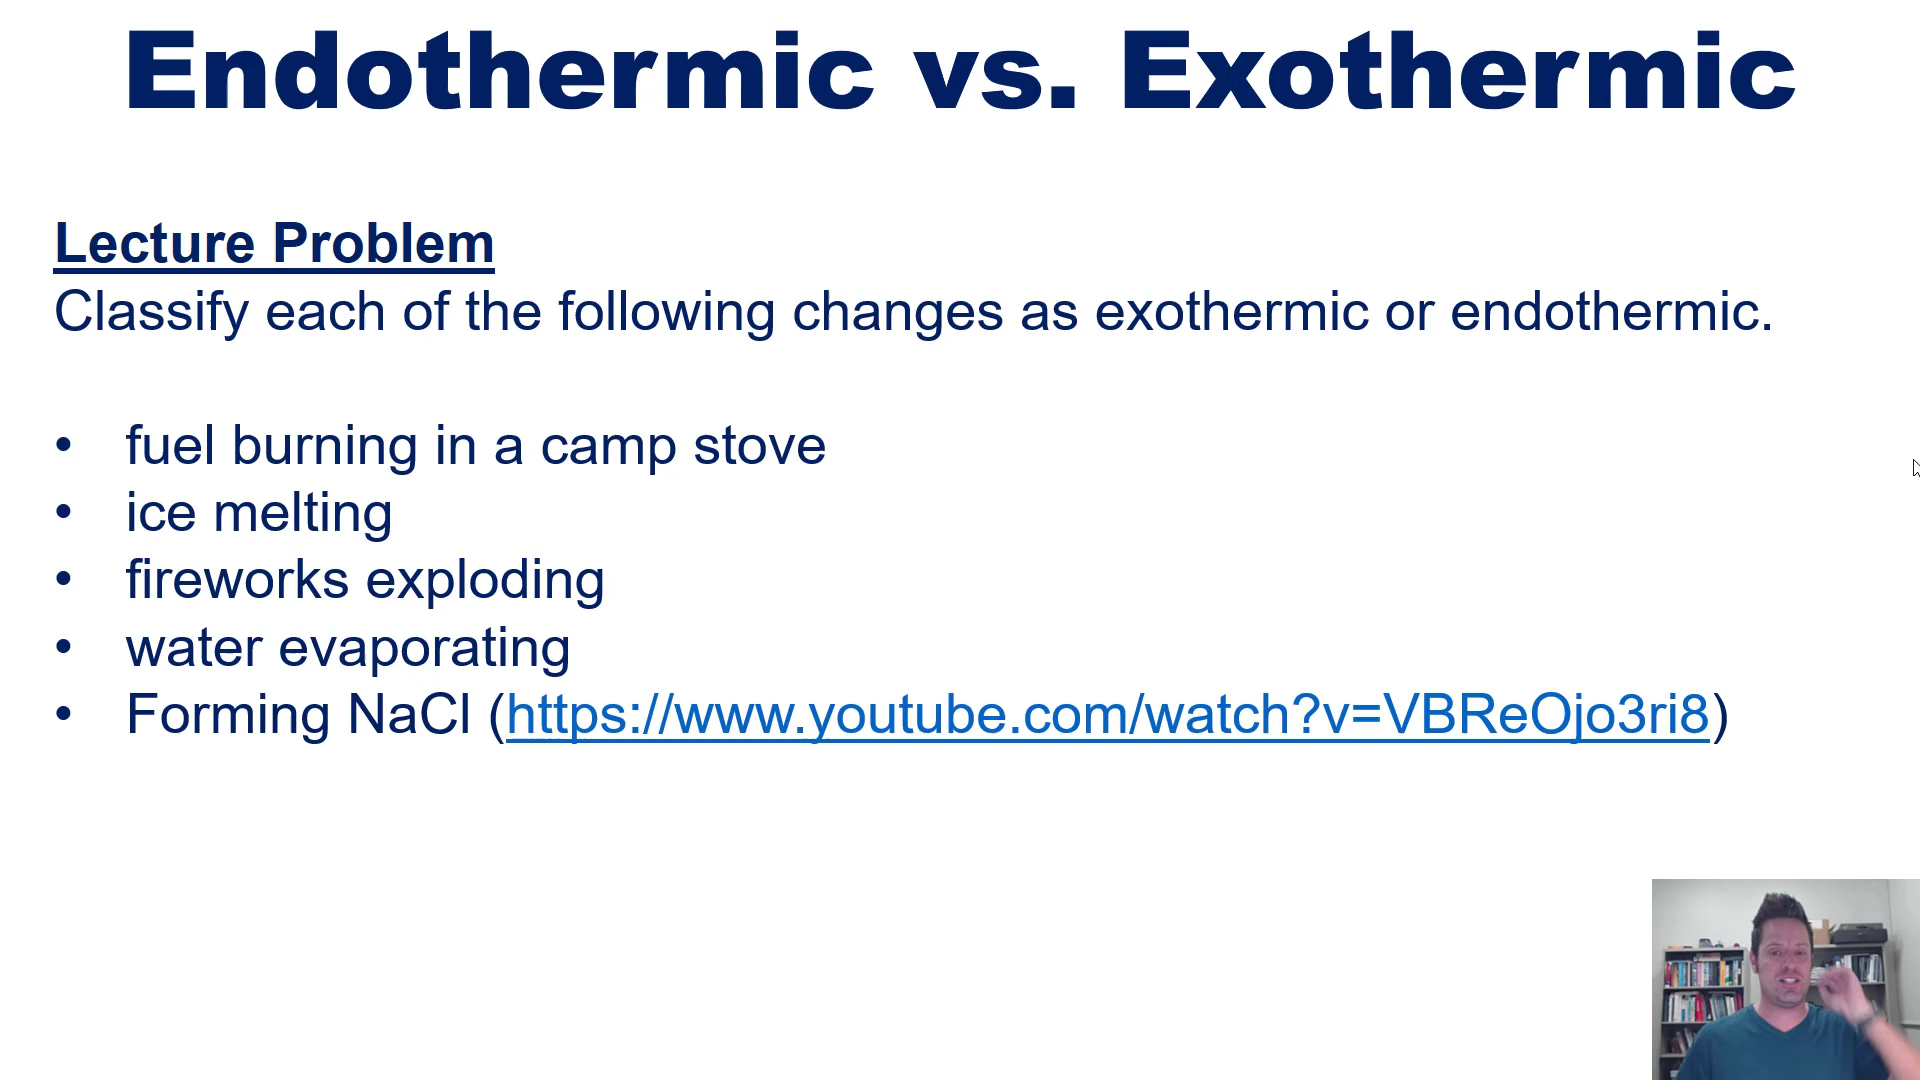 Endothermic vs. Exothermic
Lecture Problem
Classify each of the following changes as exothermic or endothermic.
• fuel burning in a camp stove
• ice melting
• fireworks exploding
• water evaporating
• Forming NaCl (https://www.youtube.com/watch?v=VBReOjo3ri8)